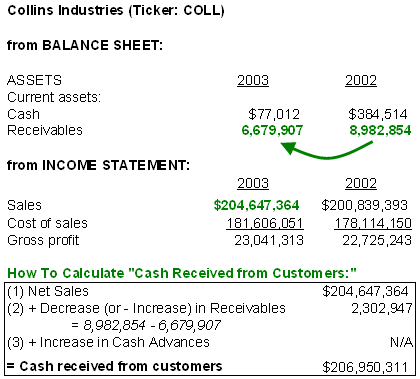 Collins Industries (Ticker: COLL)
from BALANCE SHEET:
ASSETS 2003 2002
Current assets:
Cash $77,012 $384,514
Receivables 6,679,907 8,982,854
from INCOME STATEMENT:
2003 2002
Sales $204,647,364 $200,839,393
Cost of sales 181,606,051 178,114,150
Gross profit 23,041,313 22,725,243
How To Calculate "Cash Received from Customers:"
(1) Net Sales $204,647,364
(2) + Decrease (or - Increase) in Receivables 2,302,947
= 8,982,854 - 6,679,907
(3) + Increase in Cash Advances N/A
= Cash received from customers $206,950,311